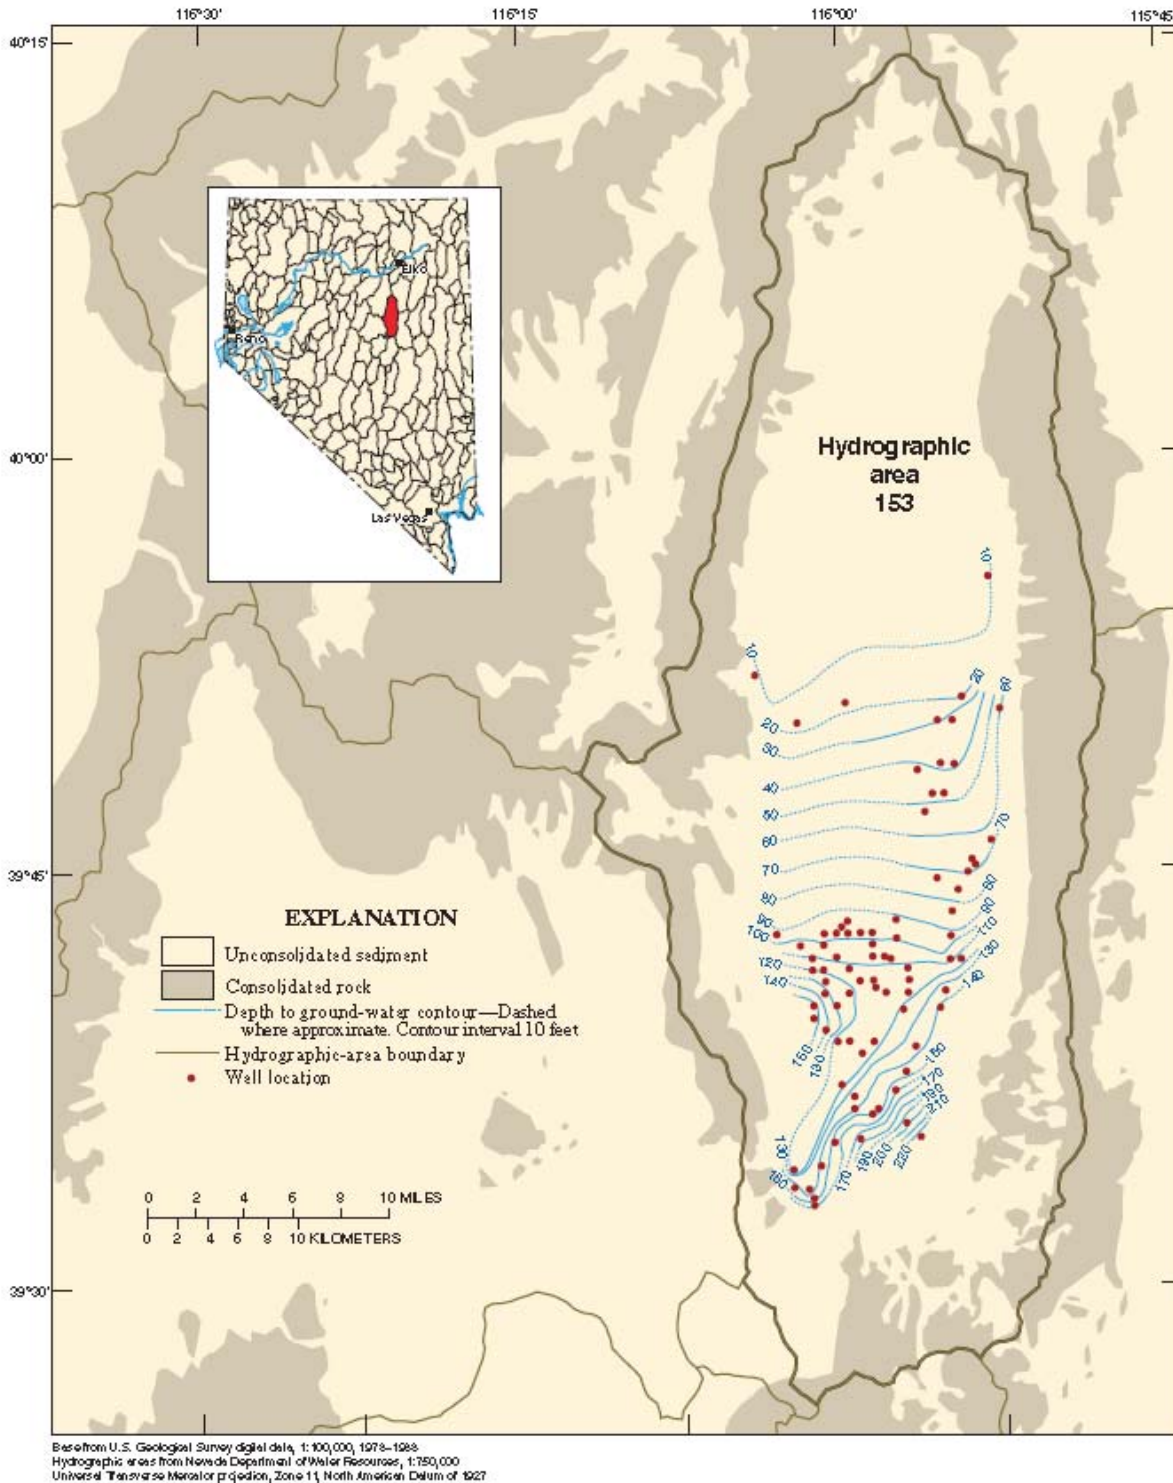 116°30'
116°15'
116°00'
115°45'
40°15'
Elko
Reno
Las Vegas
40°00'
Hydrographic
area
153
10
10
20
60
20
30
40
50
60
70
70
80
80
90
90
100
110
120
130
140
140
150
130
150
170
190
210
130
150
170
190
200
220
39°45'
EXPLANATION
Unconsolidated sediment
Consolidated rock
Depth to ground-water contour—Dashed
where approximate. Contour interval 10 feet
Hydrographic-area boundary
Well location
0 2 4 6 8 10 MILES
0 2 4 6 8 10 KILOMETERS
39°30'
Base from U.S. Geological Survey digital data, 1:100,000, 1978–1988
Hydrographic areas from Nevada Department of Water Resources, 1:750,000
Universal Transverse Mercator projection, Zone 11, North American Datum of 1927